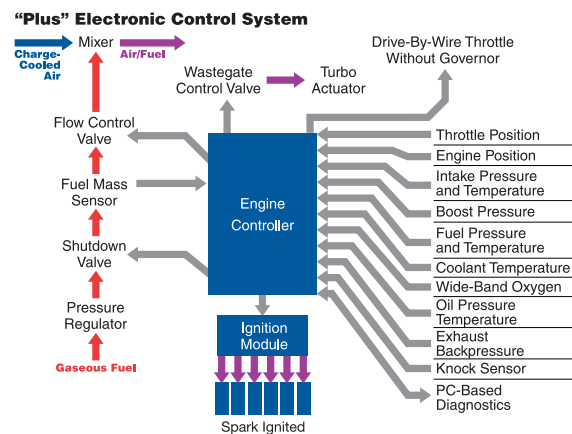 “Plus” Electronic Control System
Mixer
Charge-
Cooled
Air
Air/Fuel
Wastegate
Control Valve
Turbo
Actuator
Drive-By-Wire Throttle
Without Governor
Flow Control
Valve
Fuel Mass
Sensor
Shutdown
Valve
Pressure
Regulator
Gaseous Fuel
Engine
Controller
Ignition
Module
Spark Ignited
Throttle Position
Engine Position
Intake Pressure
and Temperature
Boost Pressure
Fuel Pressure
and Temperature
Coolant Temperature
Wide-Band Oxygen
Oil Pressure
Temperature
Exhaust
Backpressure
Knock Sensor
PC-Based
Diagnostics